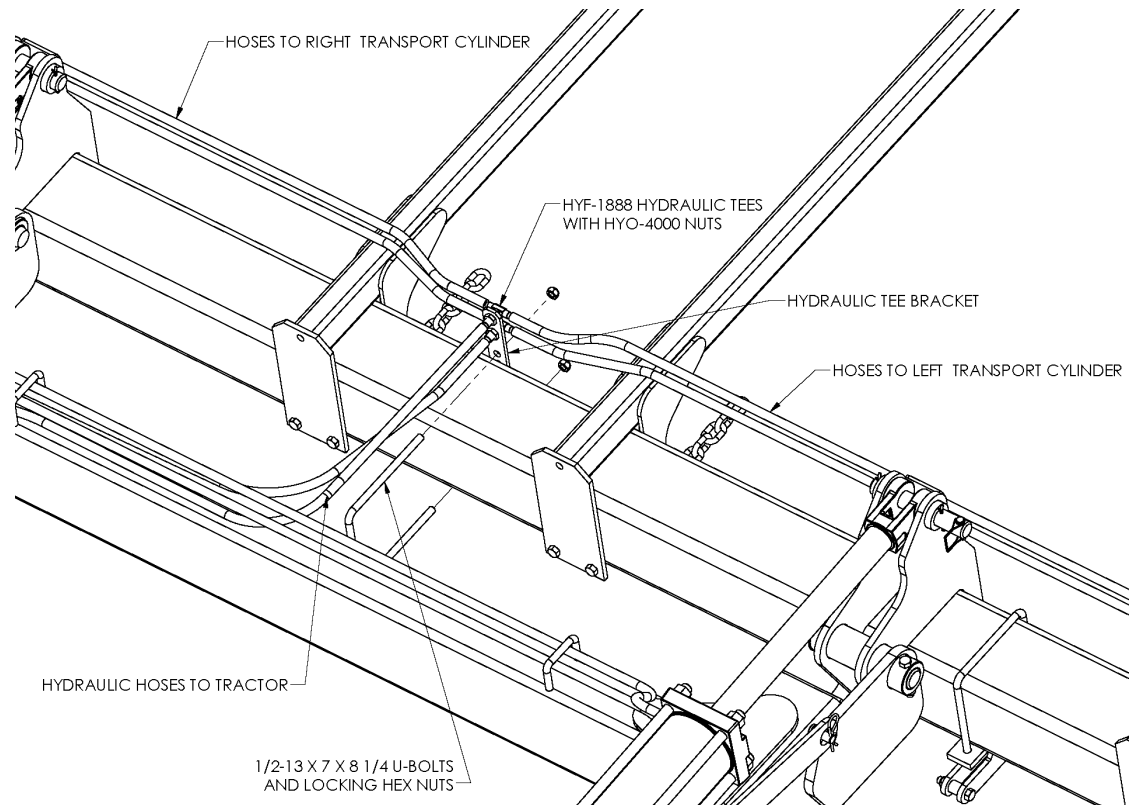 HOSES TO RIGHT TRANSPORT CYLINDER
HYF-1888 HYDRAULIC TEES
WITH HYO-4000 NUTS
HYDRAULIC TEE BRACKET
HOSES TO LEFT TRANSPORT CYLINDER
HYDRAULIC HOSES TO TRACTOR
1/2-13 X 7 X 8 1/4 U-BOLTS
AND LOCKING HEX NUTS